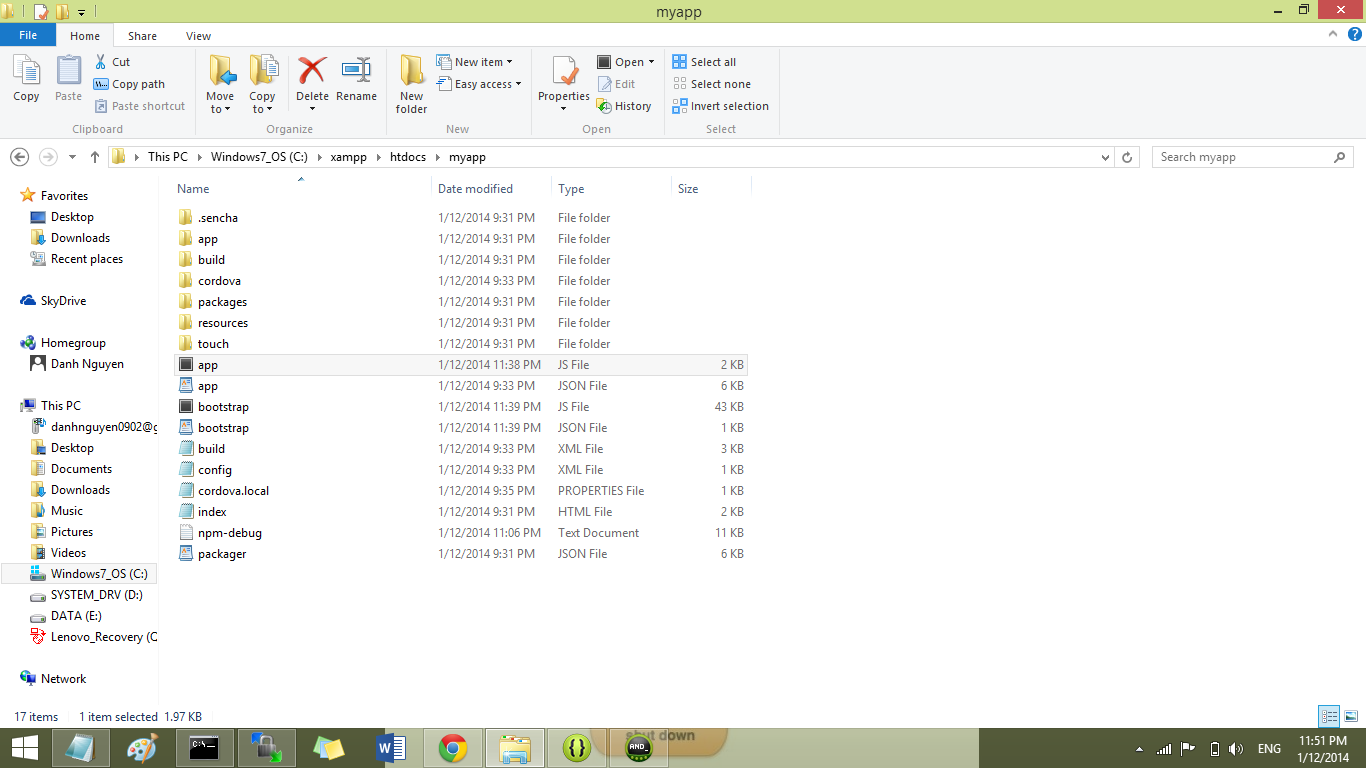 myapp
File Home Share View
Cut
Copy path
Paste shortcut
Copy Paste
Clipboard
Move to Copy to Delete Rename
Organize
New folder
New item
Easy access
New
Properties
Open
Edit
History
Open
Select all
Select none
Invert selection
Select
This PC Windows7_OS (C:) xampp htdocs myapp
Search myapp
Favorites
Desktop
Downloads
Recent places
SkyDrive
Homegroup
Danh Nguyen
This PC
danhnguyen0902@g
Desktop
Documents
Downloads
Music
Pictures
Videos
Windows7_OS (C:)
SYSTEM_DRV (D:)
DATA (E:)
Lenovo_Recovery (Q
Network
Name Date modified Type Size
.sencha 1/12/2014 9:31 PM File folder
app 1/12/2014 9:31 PM File folder
build 1/12/2014 9:31 PM File folder
cordova 1/12/2014 9:33 PM File folder
packages 1/12/2014 9:31 PM File folder
resources 1/12/2014 9:31 PM File folder
touch 1/12/2014 9:31 PM File folder
app 1/12/2014 11:38 PM JS File 2 KB
app 1/12/2014 9:33 PM JSON File 6 KB
bootstrap 1/12/2014 11:39 PM JS File 43 KB
bootstrap 1/12/2014 11:39 PM JSON File 1 KB
build 1/12/2014 9:33 PM XML File 3 KB
config 1/12/2014 9:33 PM XML File 1 KB
cordova.local 1/12/2014 9:35 PM PROPERTIES File 1 KB
index 1/12/2014 9:31 PM HTML File 2 KB
npm-debug 1/12/2014 11:06 PM Text Document 11 KB
packager 1/12/2014 9:31 PM JSON File 6 KB
17 items 1 item selected 1.97 KB
C:\
shut down
AND_
ENG
11:51 PM
1/12/2014